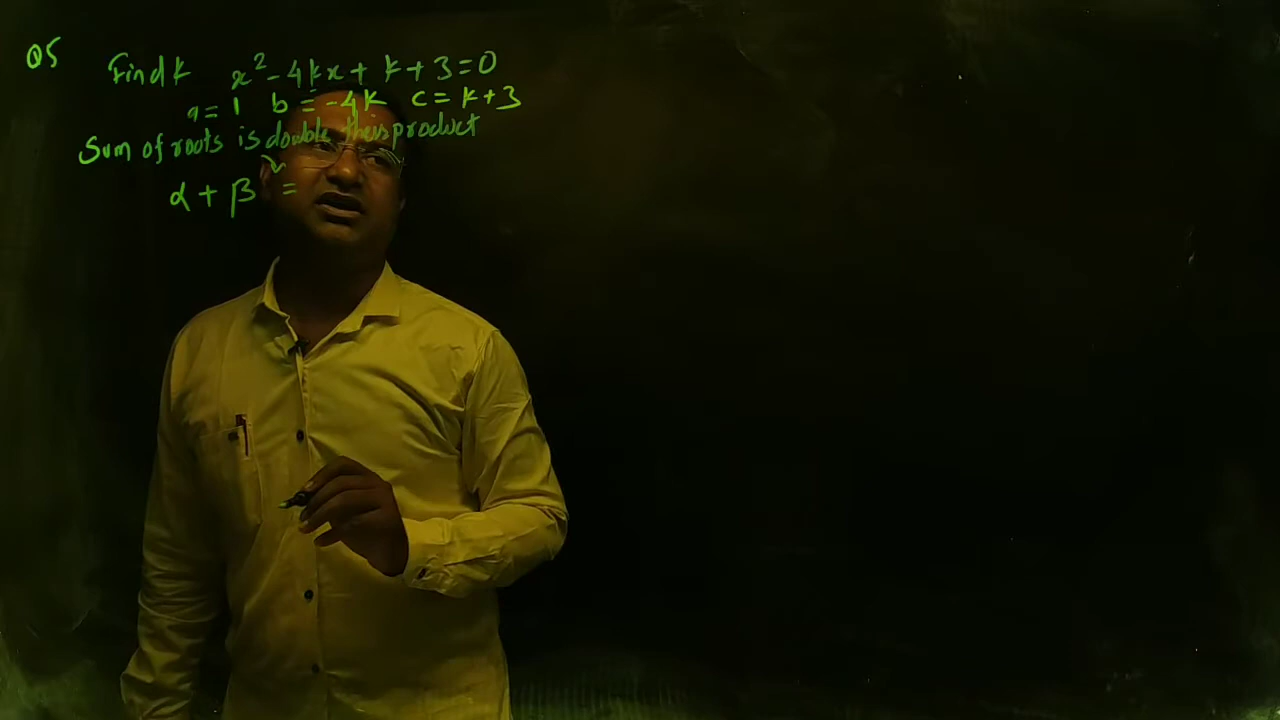 Q5
Find k x² - 4kx + k + 3 = 0
a = 1 b = -4k c = k + 3
Sum of roots is double their product
α + β =